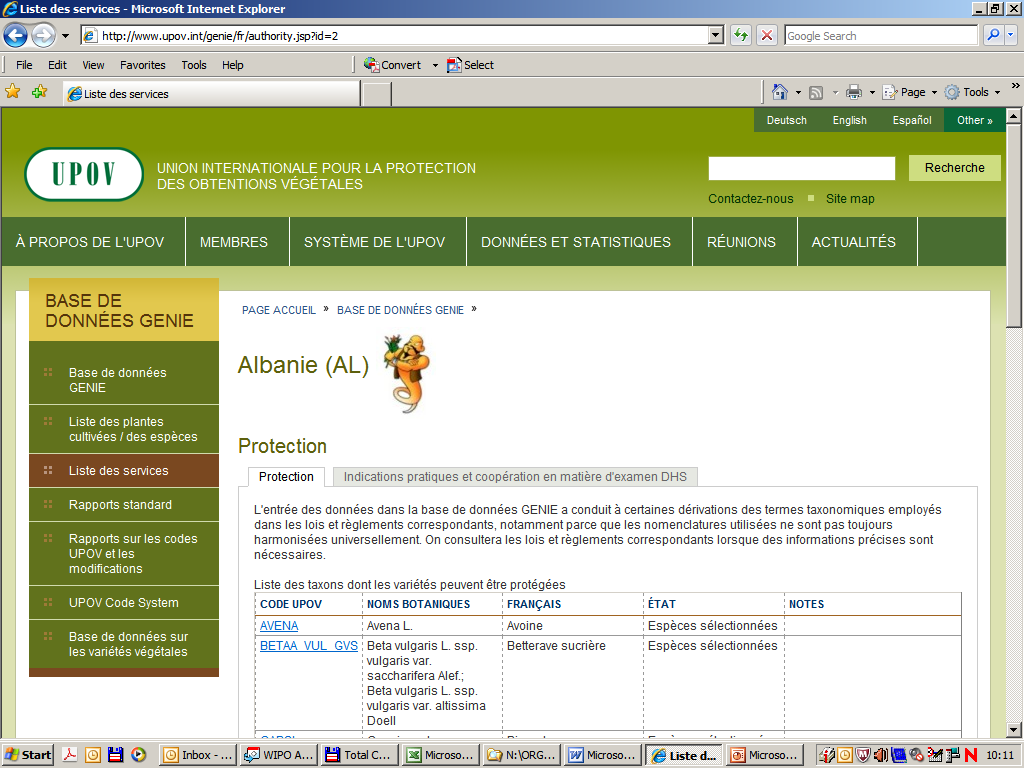 Liste des services - Microsoft Internet Explorer
http://www.upov.int/genie/fr/authority.jsp?id=2
Google Search
File Edit View Favorites Tools Help
Convert Select
Liste des services
Page Tools »
Deutsch English Español Other »
UPOV
UNION INTERNATIONALE POUR LA PROTECTION
DES OBTENTIONS VÉGÉTALES
Recherche
Contactez-nous Site map
À PROPOS DE L'UPOV MEMBRES SYSTÈME DE L'UPOV DONNÉES ET STATISTIQUES RÉUNIONS ACTUALITÉS
BASE DE
DONNÉES GENIE
Base de données
GENIE
Liste des plantes
cultivées / des espèces
Liste des services
Rapports standard
Rapports sur les codes
UPOV et les
modifications
UPOV Code System
Base de données sur
les variétés végétales
PAGE ACCUEIL » BASE DE DONNÉES GENIE »
Albanie (AL)
Protection
Protection Indications pratiques et coopération en matière d'examen DHS
L'entrée des données dans la base de données GENIE a conduit à certaines dérivations des termes taxonomiques employés
dans les lois et règlements correspondants, notamment parce que les nomenclatures utilisées ne sont pas toujours
harmonisées universellement. On consultera les lois et règlements correspondants lorsque des informations précises sont
nécessaires.
Liste des taxons dont les variétés peuvent être protégées
CODE UPOV NOMS BOTANIQUES FRANÇAIS ÉTAT NOTES
AVENA Avena L. Avoine Espèces sélectionnées
BETAA_VUL_GVS Beta vulgaris L. ssp. Betterave sucrière Espèces sélectionnées
vulgaris var.
saccharifera Alef.;
Beta vulgaris L. ssp.
vulgaris var. altissima
Doell
Start Inbox - ... WIPO A... Total C... Microso... N:\ORG... Microso... Liste d... Microso... 10:11